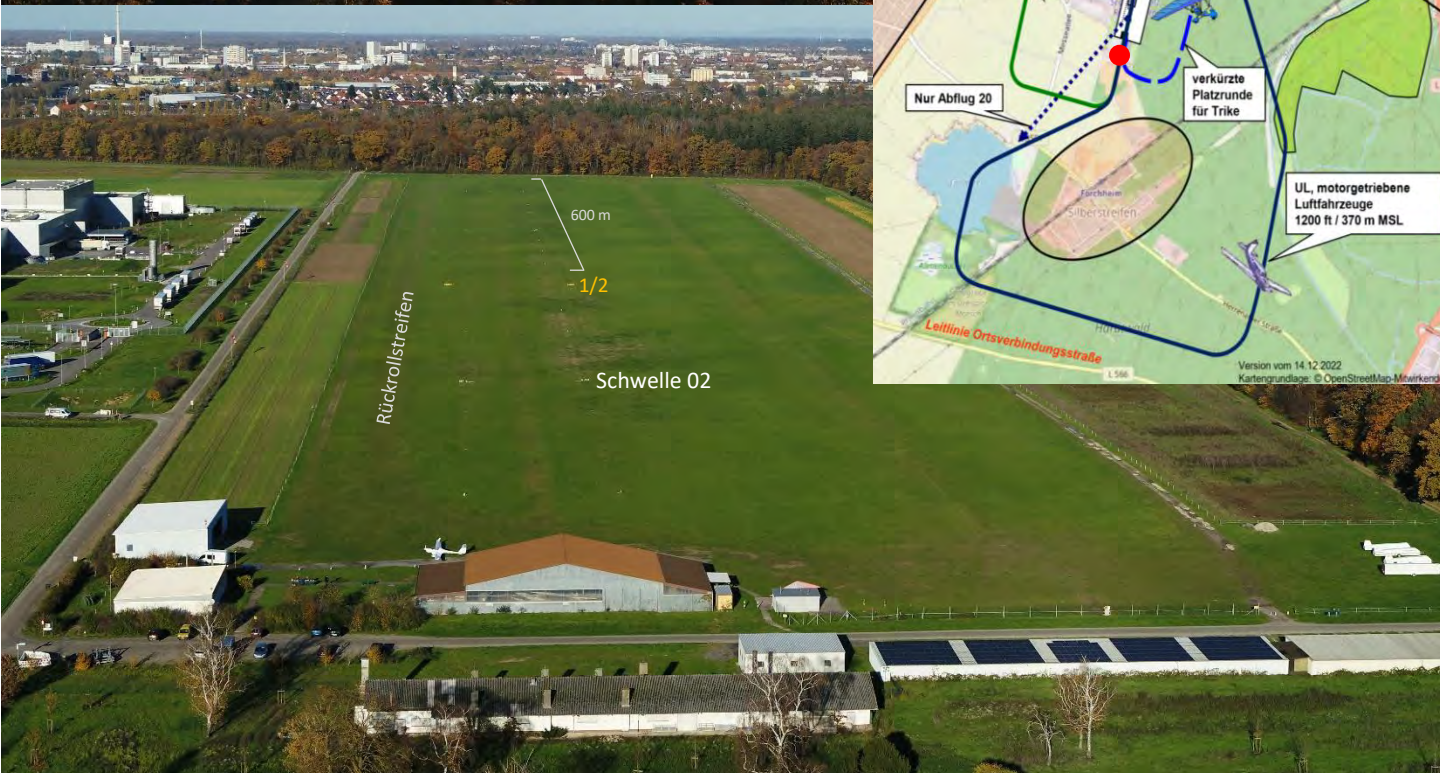 Nur Abflug 20
verkürzte
Platzrunde
für Trike
Forchheim
Silberstreifen
UL, motorgetriebene
Luftfahrzeuge
1200 ft / 370 m MSL
Hardtwald
Leitlinie Ortsverbindungsstraße
L 566
Version vom 14.12.2022
Kartengrundlage: © OpenStreetMap-Mitwirkend
600 m
1/2
Rückrollstreifen
Schwelle 02